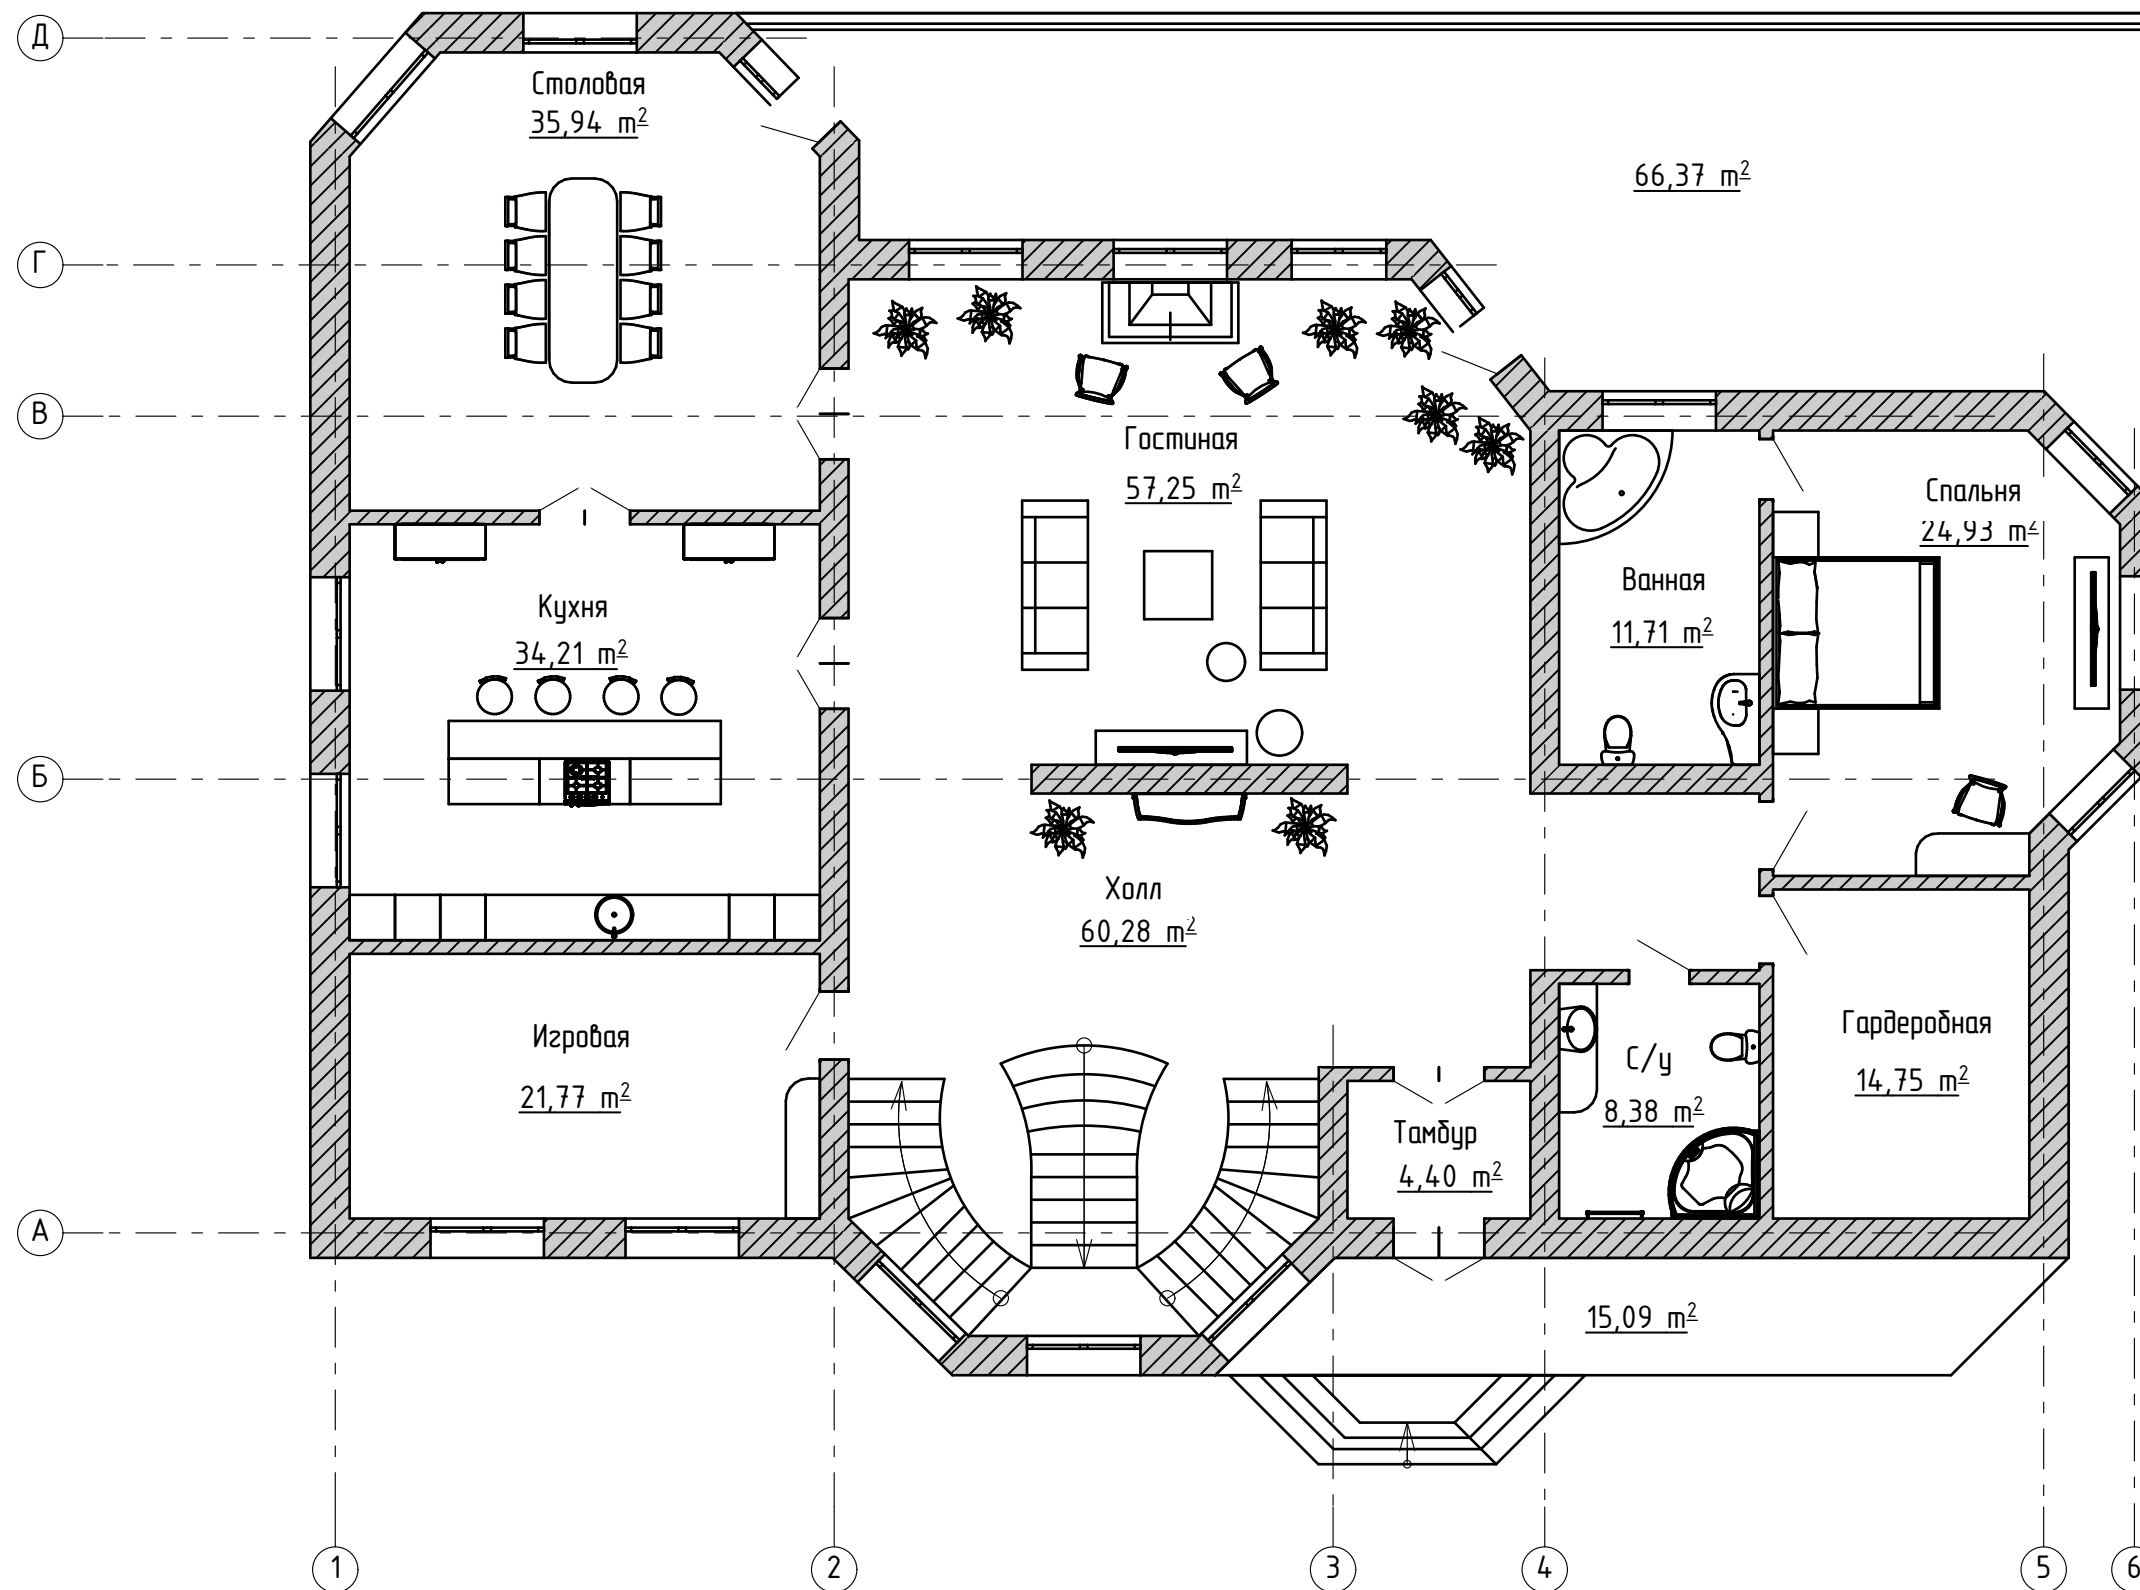 Д
Столовая
35,94 m²
66,37 m²
Г
В
Гостиная
57,25 m²
Спальня
24,93 m²
Ванная
11,71 m²
Кухня
34,21 m²
Б
Холл
60,28 m²
Игровая
21,77 m²
Гардеробная
14,75 m²
С/у
8,38 m²
Тамбур
4,40 m²
А
15,09 m²
1
2
3
4
5
6